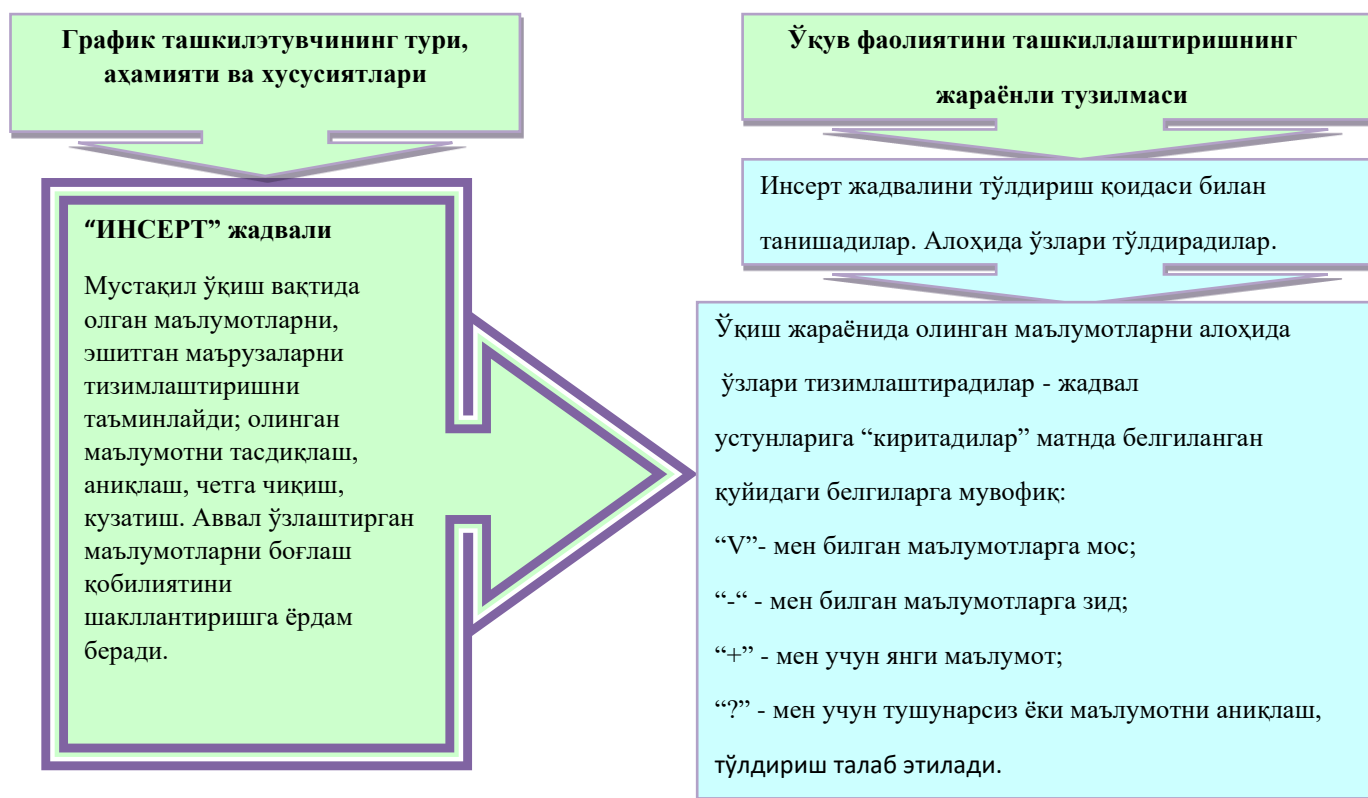 График ташкилэтувчининг тури,
аҳамияти ва хусусиятлари
“ИНСЕРТ” жадвали
Мустақил ўқиш вақтида
олган маълумотларни,
эшитган маърузаларни
тизимлаштиришни
таъминлайди; олинган
маълумотни тасдиқлаш,
аниқлаш, четга чиқиш,
кузатиш. Аввал ўзлаштирган
маълумотларни боғлаш
қобилиятини
шакллантиришга ёрдам
беради.
Ўқув фаолиятини ташкиллаштиришнинг
жараёнли тузилмаси
Инсерт жадвалини тўлдириш қоидаси билан
танишадилар. Алоҳида ўзлари тўлдирадилар.
Ўқиш жараёнида олинган маълумотларни алоҳида
ўзлари тизимлаштирадилар - жадвал
устунларига “киритадилар” матнда белгиланган
қуйидаги белгиларга мувофиқ:
“V”- мен билган маълумотларга мос;
“-“ - мен билган маълумотларга зид;
“+” - мен учун янги маълумот;
“?” - мен учун тушунарсиз ёки маълумотни аниқлаш,
тўлдириш талаб этилади.